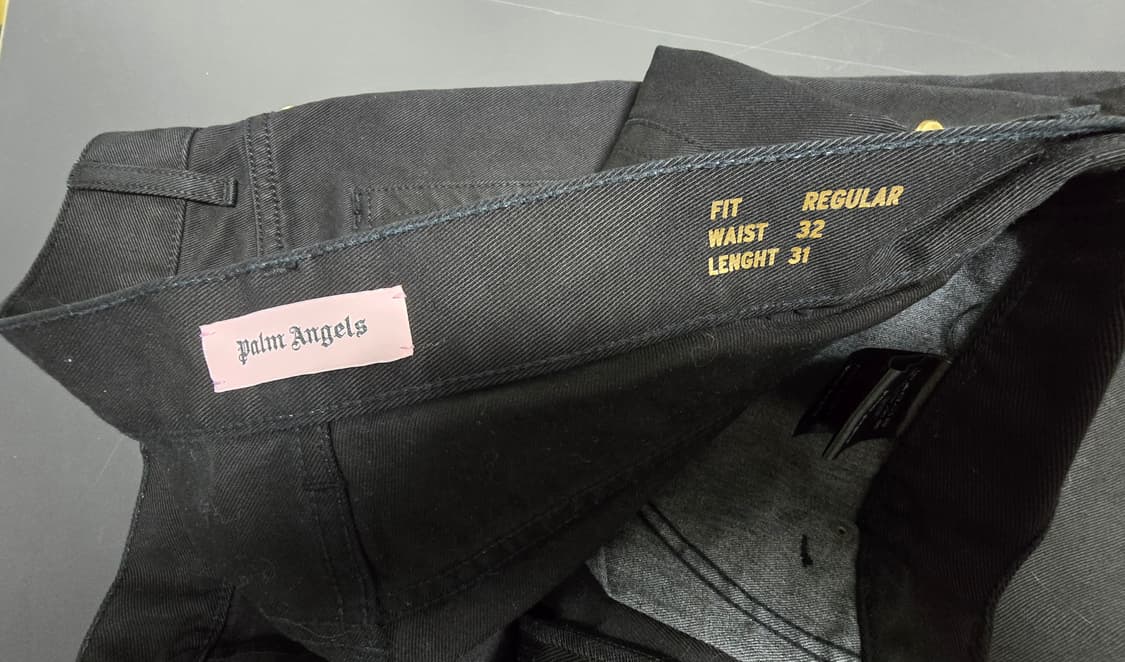 Palm Angels
FIT REGULAR
WAIST 32
LENGHT 31